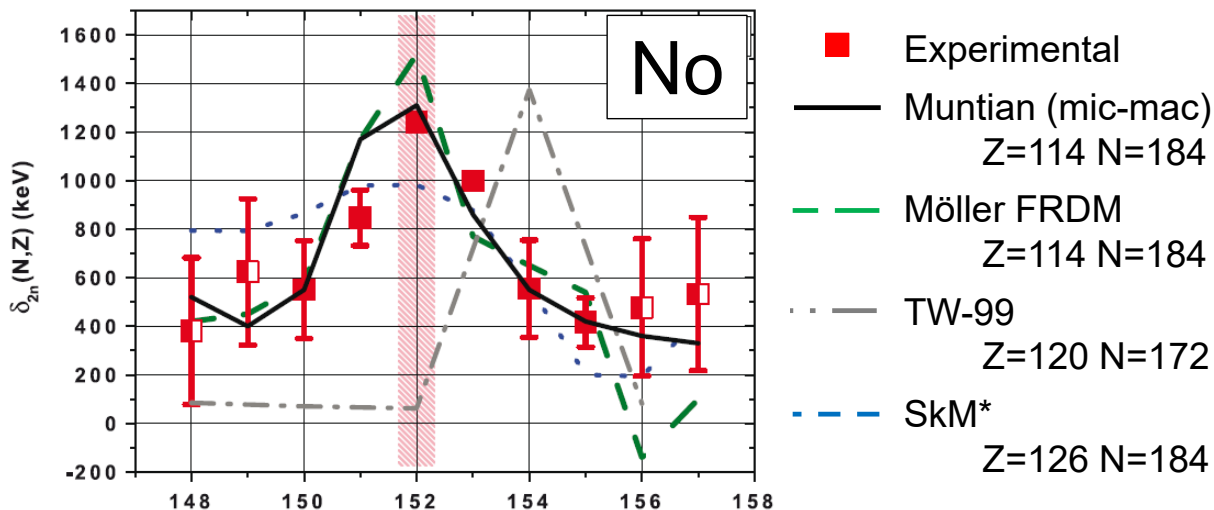 No
1600
1400
1200
1000
800
600
400
200
0
-200
δ2n(N,Z) (keV)
148 150 152 154 156 158
Experimental
Muntian (mic-mac)
Z=114 N=184
Möller FRDM
Z=114 N=184
TW-99
Z=120 N=172
SkM*
Z=126 N=184